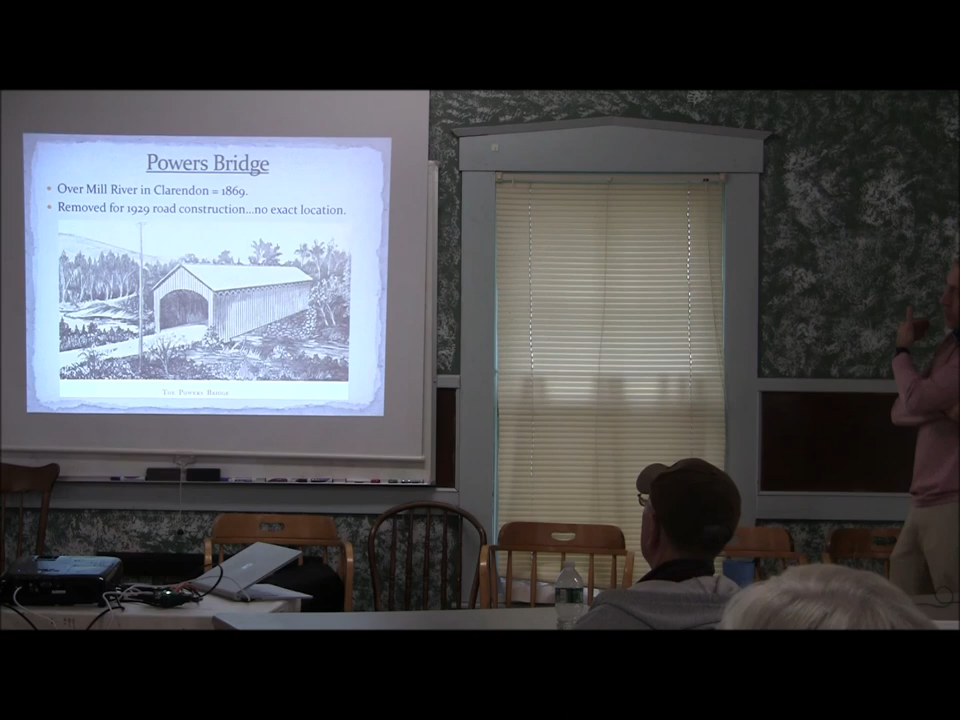 Powers Bridge
• Over Mill River in Clarendon = 1869.
• Removed for 1929 road construction...no exact location.
The Powers Bridge